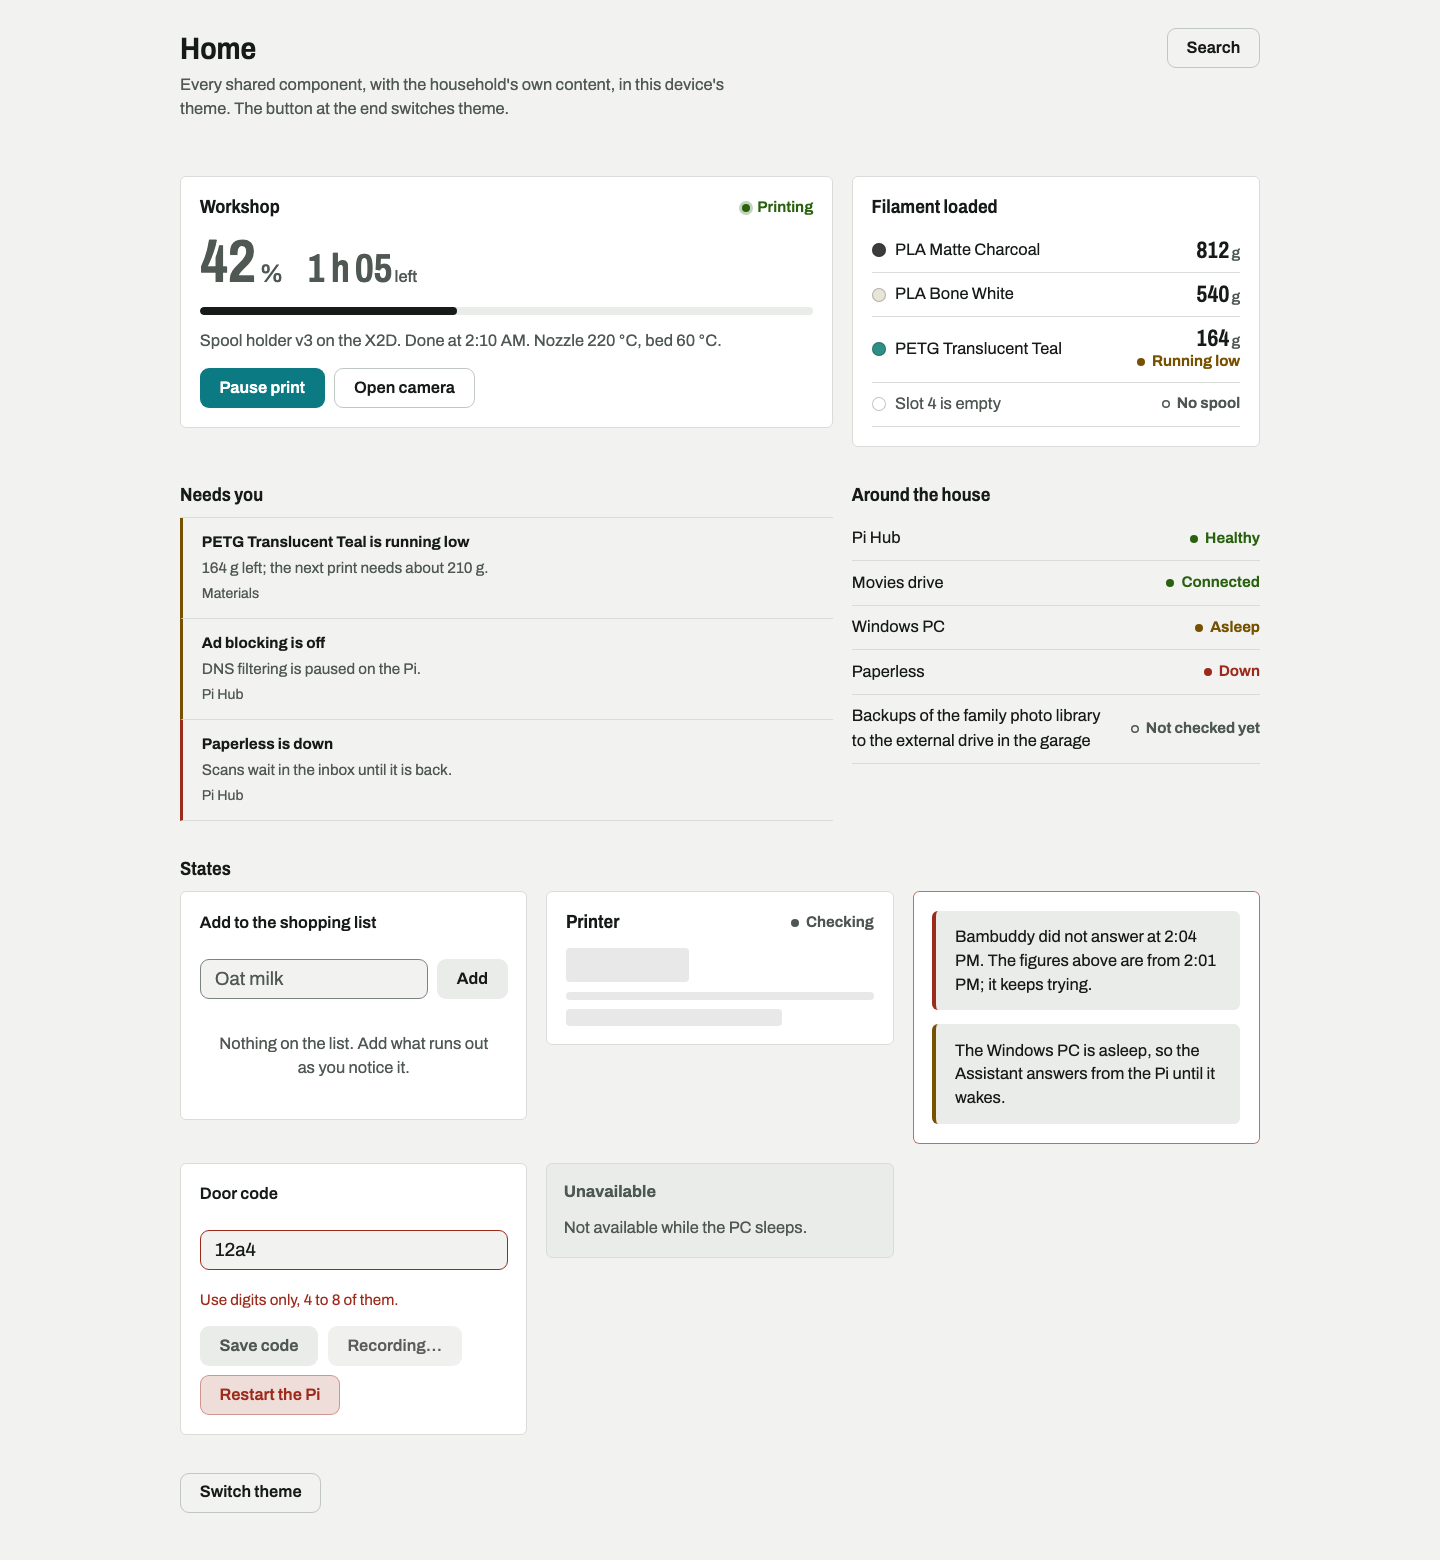 Home
Search
Every shared component, with the household's own content, in this device's
theme. The button at the end switches theme.
Workshop
Printing
42 % 1 h 05 left
Spool holder v3 on the X2D. Done at 2:10 AM. Nozzle 220 °C, bed 60 °C.
Pause print
Open camera
Filament loaded
PLA Matte Charcoal
812 g
PLA Bone White
540 g
PETG Translucent Teal
164 g
Running low
Slot 4 is empty
No spool
Needs you
PETG Translucent Teal is running low
164 g left; the next print needs about 210 g.
Materials
Ad blocking is off
DNS filtering is paused on the Pi.
Pi Hub
Paperless is down
Scans wait in the inbox until it is back.
Pi Hub
Around the house
Pi Hub
Healthy
Movies drive
Connected
Windows PC
Asleep
Paperless
Down
Backups of the family photo library
to the external drive in the garage
Not checked yet
States
Add to the shopping list
Oat milk
Add
Nothing on the list. Add what runs out
as you notice it.
Printer
Checking
Bambuddy did not answer at 2:04
PM. The figures above are from 2:01
PM; it keeps trying.
The Windows PC is asleep, so the
Assistant answers from the Pi until it
wakes.
Door code
12a4
Use digits only, 4 to 8 of them.
Save code
Recording…
Restart the Pi
Unavailable
Not available while the PC sleeps.
Switch theme